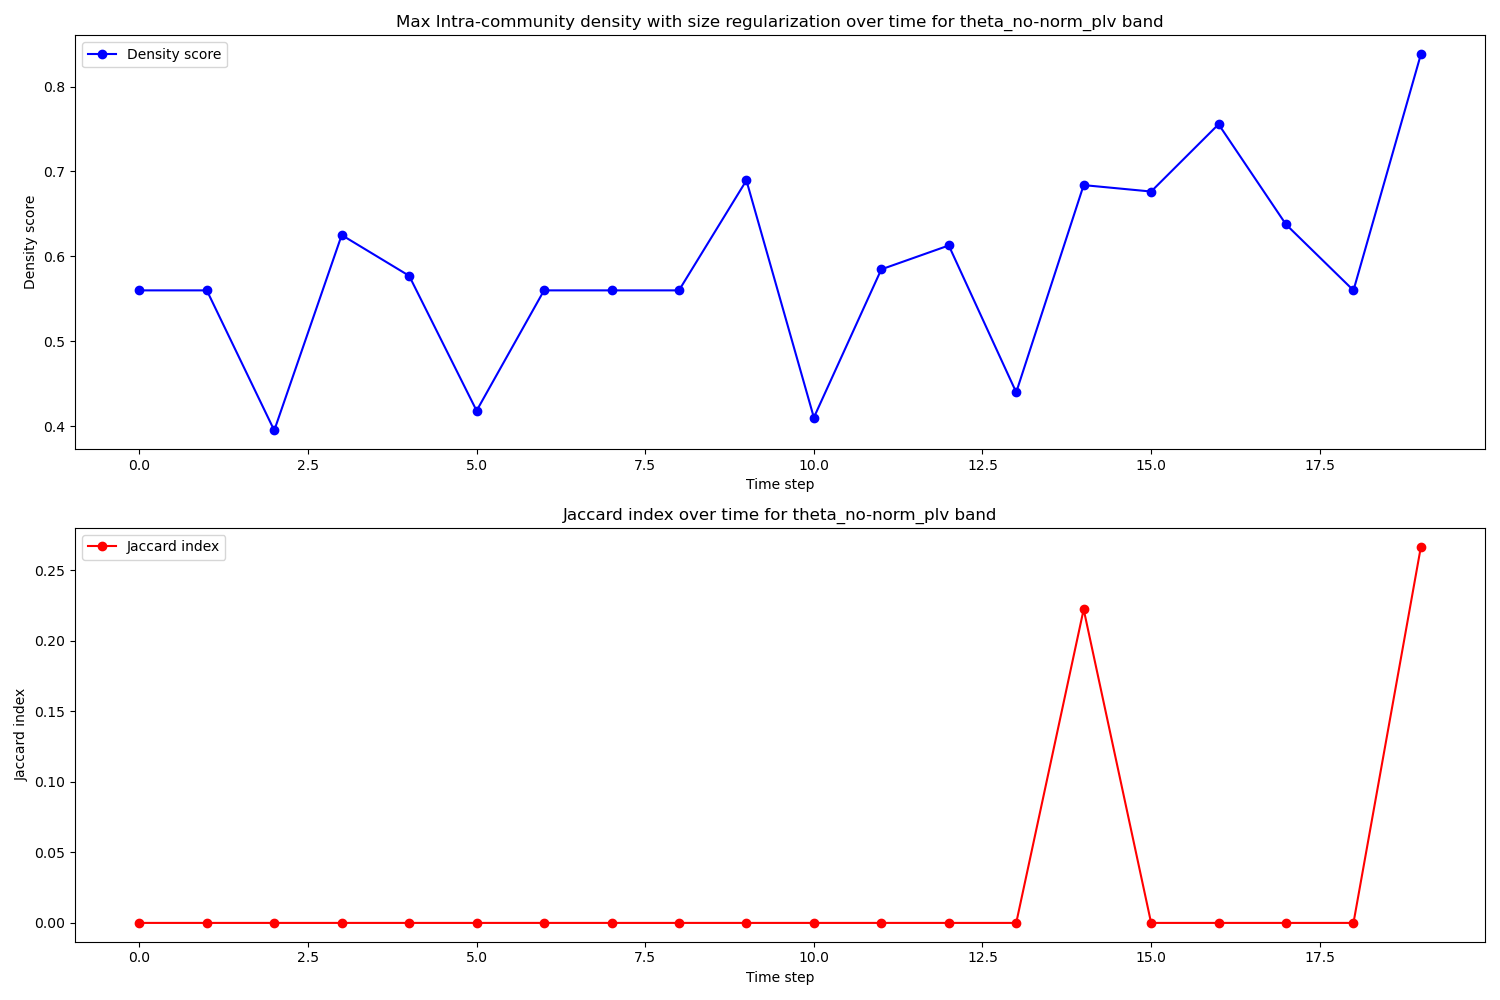 Max Intra-community density with size regularization over time for theta_no-norm_plv band
Density score
0.8
0.7
0.6
0.5
0.4
Density score
0.0 2.5 5.0 7.5 10.0 12.5 15.0 17.5
Time step
Jaccard index over time for theta_no-norm_plv band
Jaccard index
0.25
0.20
0.15
0.10
0.05
0.00
Jaccard index
0.0 2.5 5.0 7.5 10.0 12.5 15.0 17.5
Time step